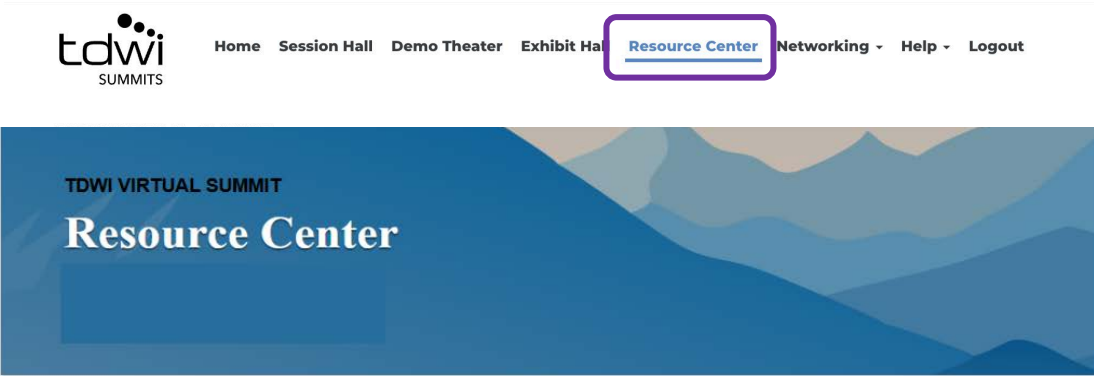 tdwi
SUMMITS
Home Session Hall Demo Theater Exhibit Hal Resource Center Networking Help Logout
TDWI VIRTUAL SUMMIT
Resource Center